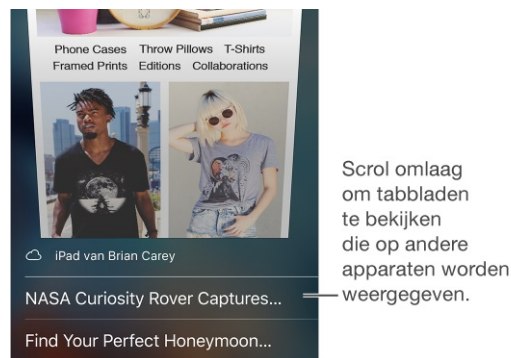 Phone Cases Throw Pillows T-Shirts
Framed Prints Editions Collaborations
iPad van Brian Carey
NASA Curiosity Rover Captures...
Find Your Perfect Honeymoon...
Scrol omlaag
om tabbladen
te bekijken
die op andere
apparaten worden
weergegeven.